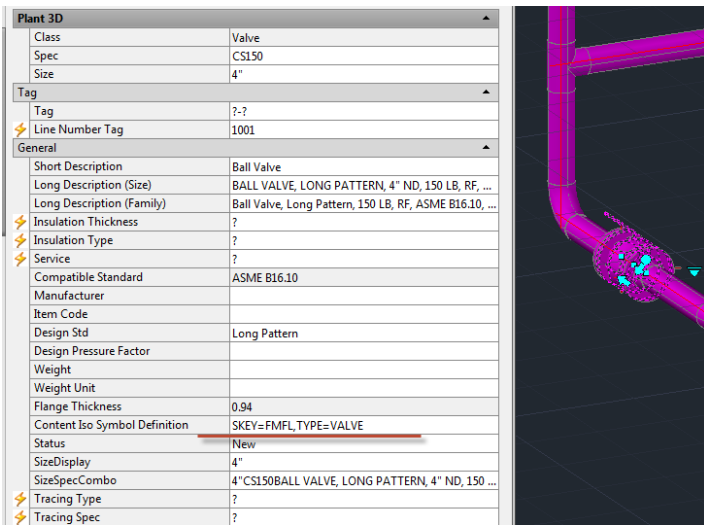 Plant 3D
Class Valve
Spec CS150
Size 4"
Tag
Tag ?-?
Line Number Tag 1001
General
Short Description Ball Valve
Long Description (Size) BALL VALVE, LONG PATTERN, 4" ND, 150 LB, RF, ...
Long Description (Family) Ball Valve, Long Pattern, 150 LB, RF, ASME B16.10, ...
Insulation Thickness ?
Insulation Type ?
Service ?
Compatible Standard ASME B16.10
Manufacturer
Item Code
Design Std Long Pattern
Design Pressure Factor
Weight
Weight Unit
Flange Thickness 0.94
Content Iso Symbol Definition SKEY=FMFL,TYPE=VALVE
Status New
SizeDisplay 4"
SizeSpecCombo 4"CS150BALL VALVE, LONG PATTERN, 4" ND, 150 ...
Tracing Type ?
Tracing Spec ?